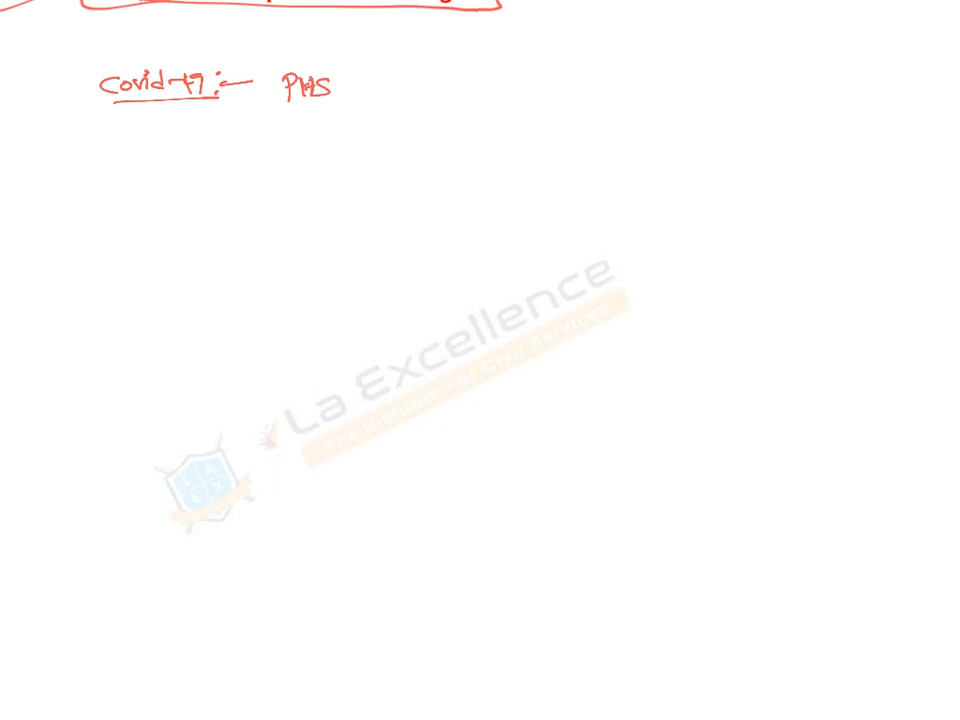 Covid-19 :- PHS
La Excellence
The Institute For Civil Services
L A
E X